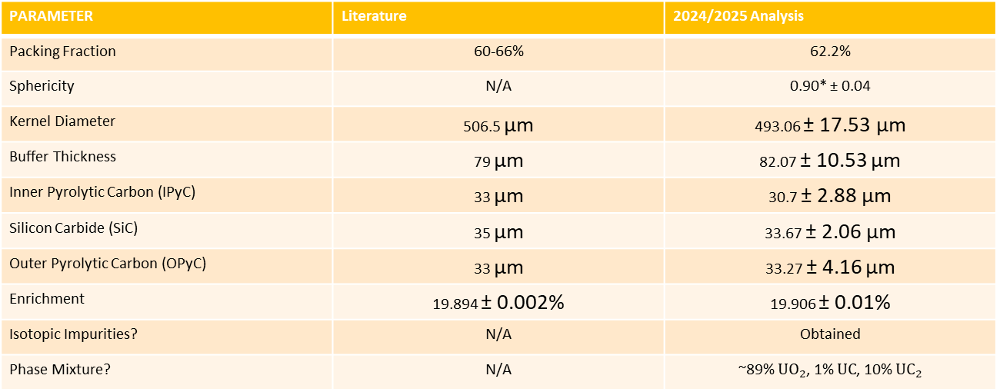 PARAMETER Literature 2024/2025 Analysis
Packing Fraction 60-66% 62.2%
Sphericity N/A 0.90* ± 0.04
Kernel Diameter 506.5 μm 493.06 ± 17.53 μm
Buffer Thickness 79 μm 82.07 ± 10.53 μm
Inner Pyrolytic Carbon (IPyC) 33 μm 30.7 ± 2.88 μm
Silicon Carbide (SiC) 35 μm 33.67 ± 2.06 μm
Outer Pyrolytic Carbon (OPyC) 33 μm 33.27 ± 4.16 μm
Enrichment 19.894 ± 0.002% 19.906 ± 0.01%
Isotopic Impurities? N/A Obtained
Phase Mixture? N/A ~89% UO₂, 1% UC, 10% UC₂